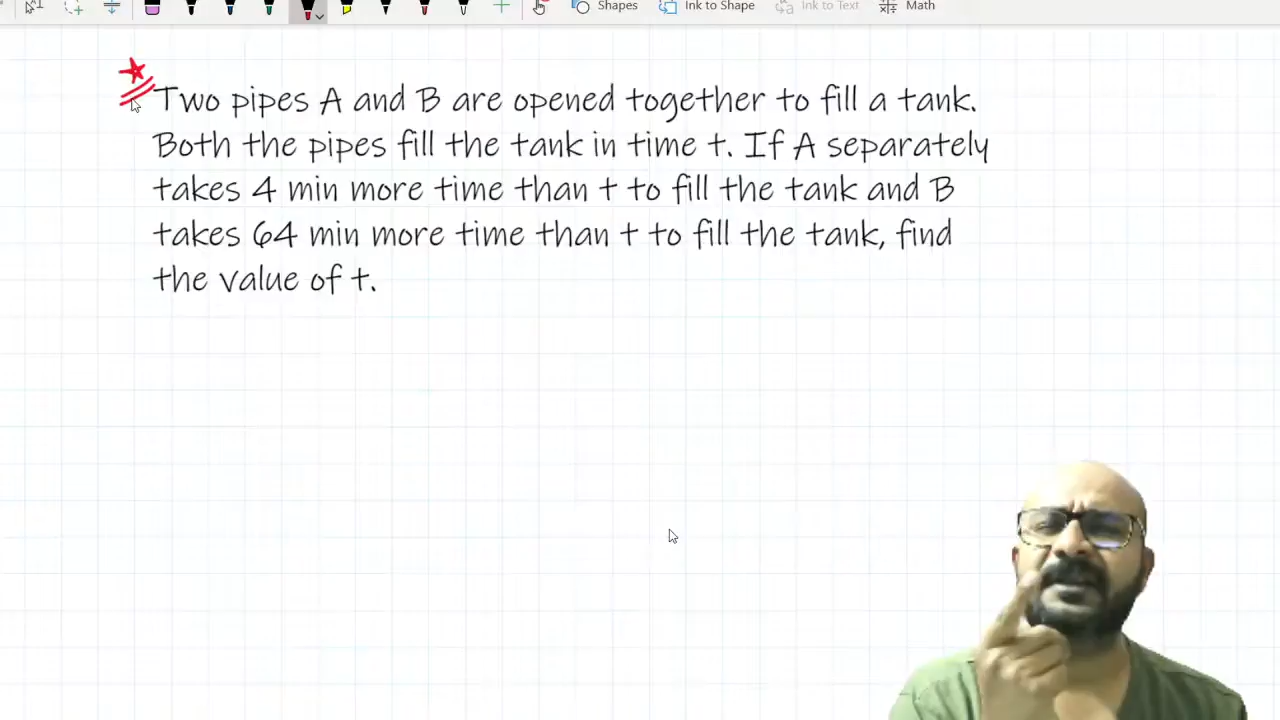 Shapes
Ink to Shape
Ink to Text
Math
Two pipes A and B are opened together to fill a tank.
Both the pipes fill the tank in time t. If A separately
takes 4 min more time than t to fill the tank and B
takes 64 min more time than t to fill the tank, find
the value of t.